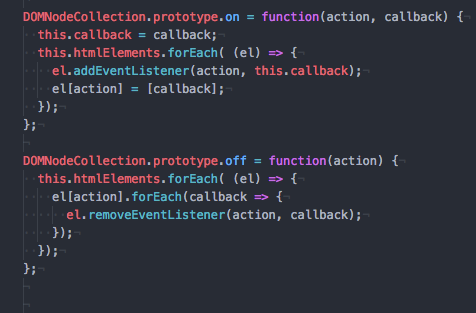 DOMNodeCollection.prototype.on = function(action, callback) {
  this.callback = callback;
  this.htmlElements.forEach( (el) => {
    el.addEventListener(action, this.callback);
    el[action] = [callback];
  });
};

DOMNodeCollection.prototype.off = function(action) {
  this.htmlElements.forEach( (el) => {
    el[action].forEach(callback => {
      el.removeEventListener(action, callback);
    });
  });
};